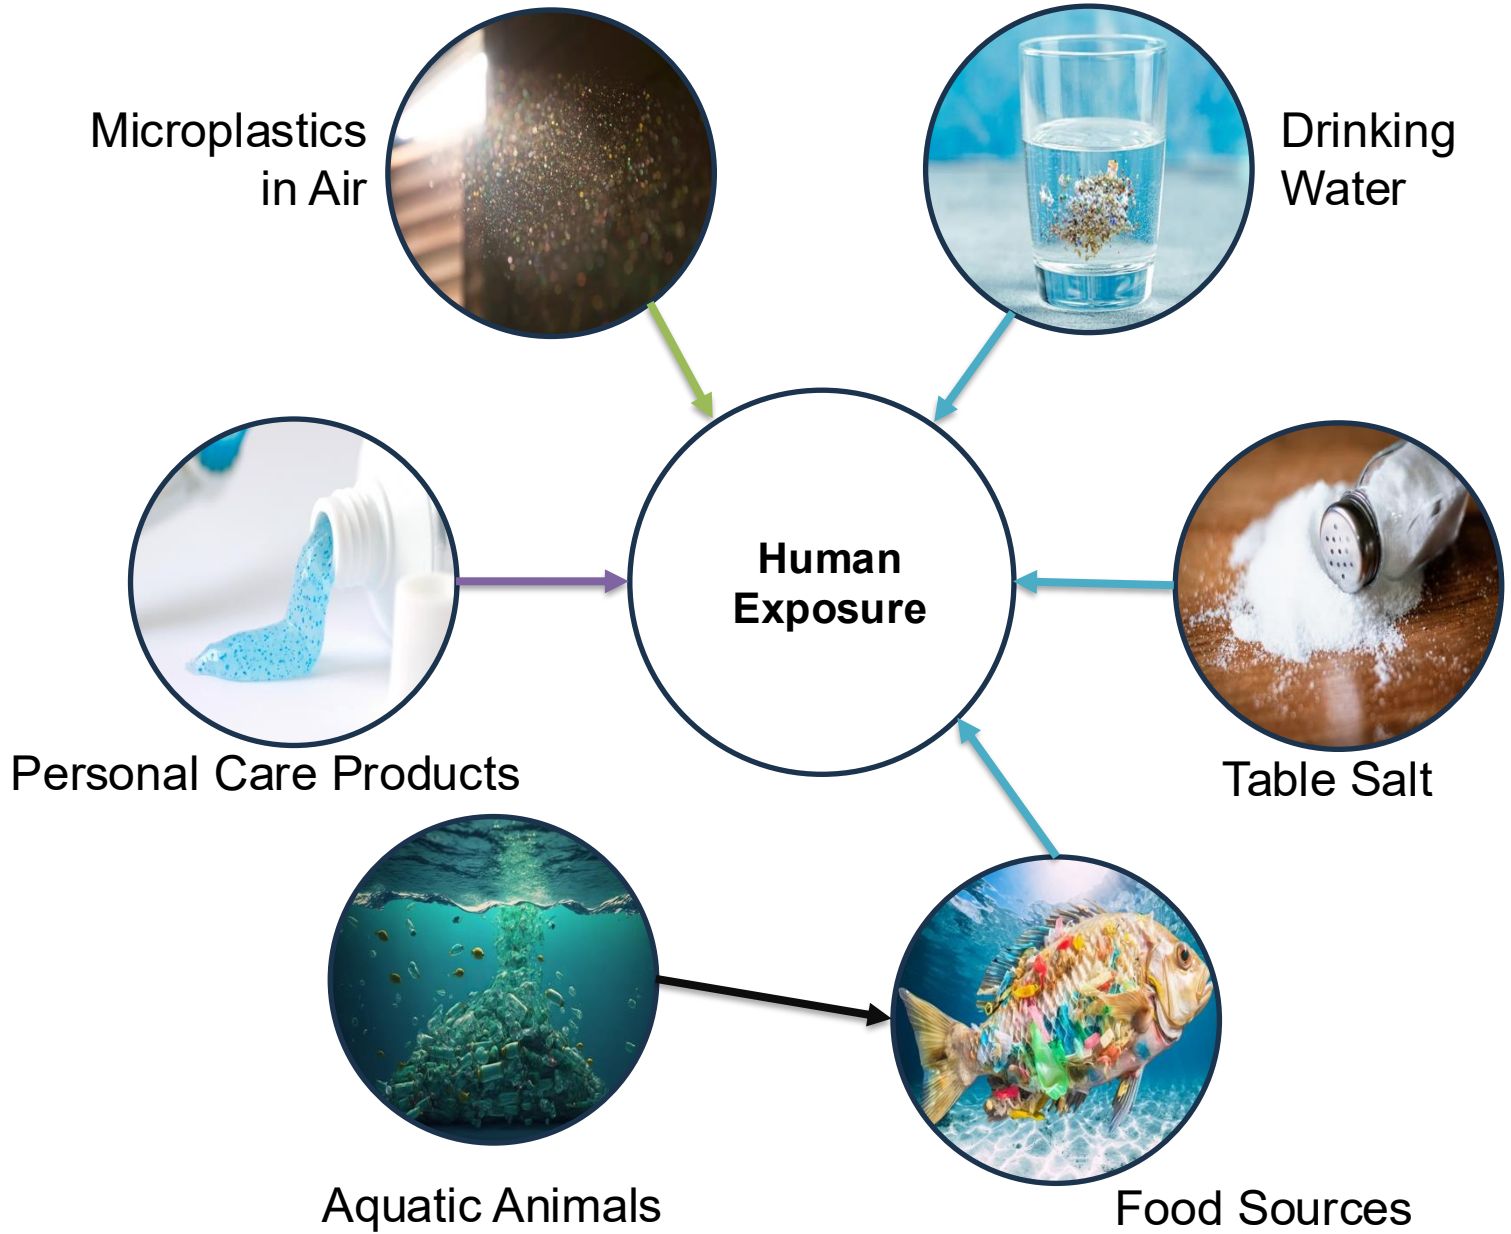 Microplastics
in Air
Drinking
Water
Human
Exposure
Personal Care Products
Table Salt
Aquatic Animals
Food Sources